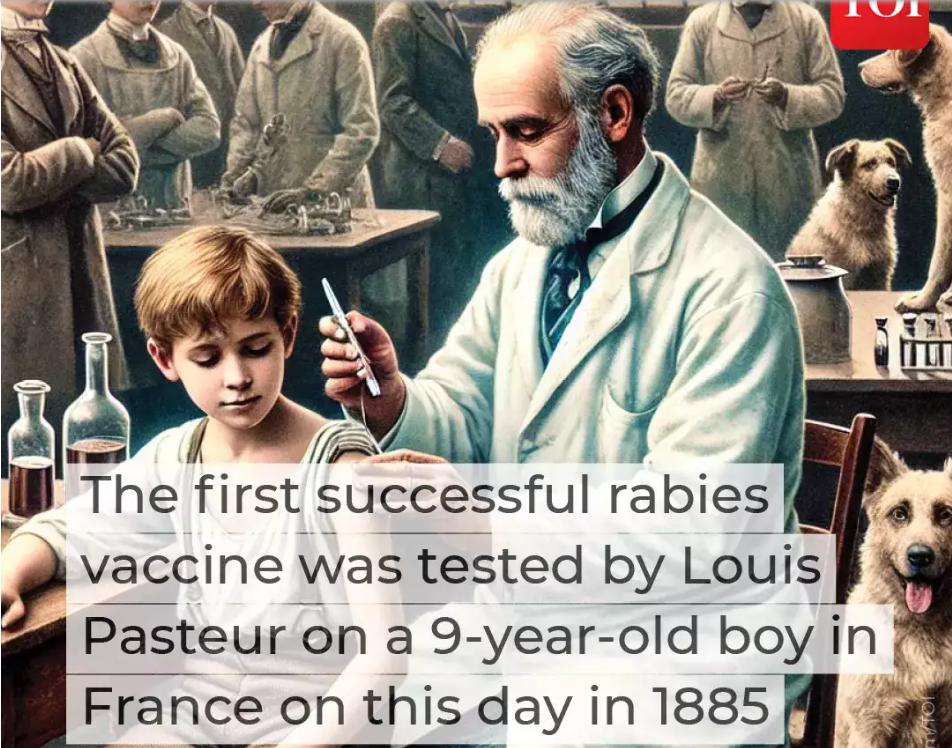 TOI
The first successful rabies
vaccine was tested by Louis
Pasteur on a 9-year-old boy in
France on this day in 1885